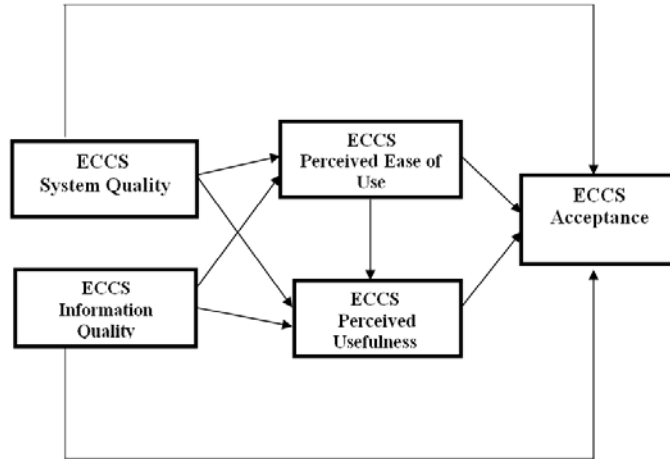 ECCS
System Quality
ECCS
Perceived Ease of
Use
ECCS
Acceptance
ECCS
Information
Quality
ECCS
Perceived
Usefulness